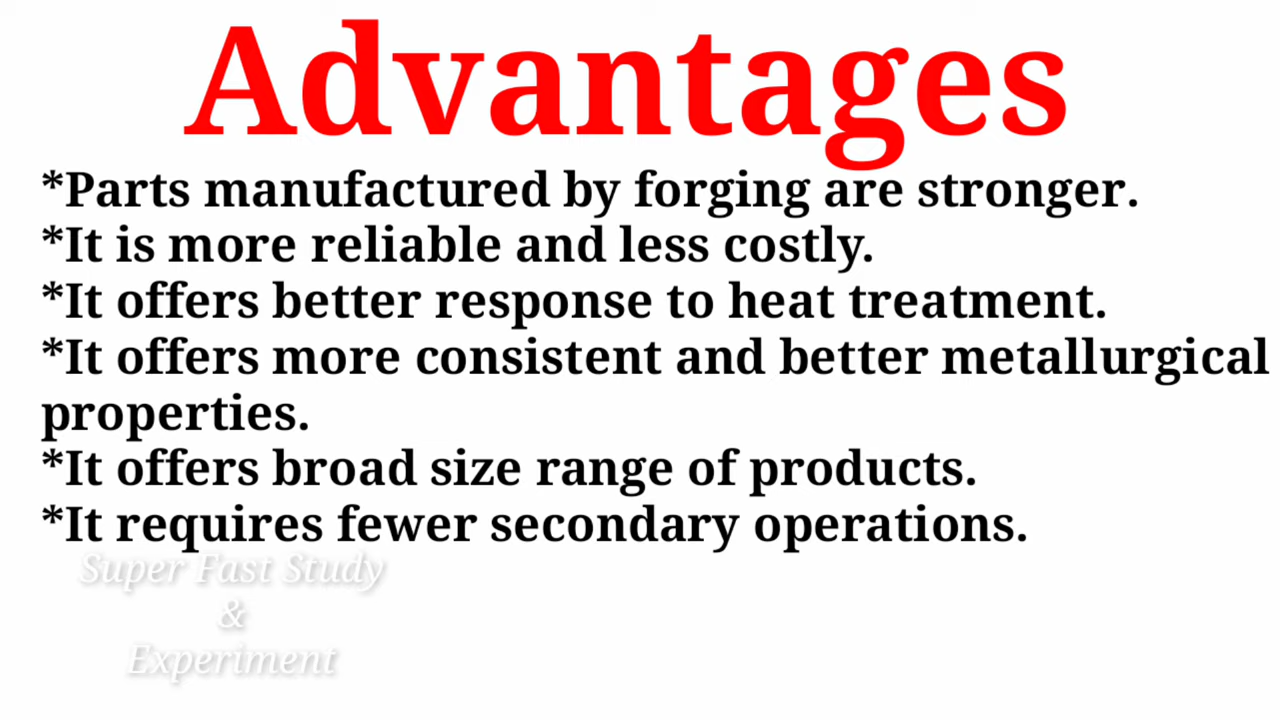 Advantages
*Parts manufactured by forging are stronger.
*It is more reliable and less costly.
*It offers better response to heat treatment.
*It offers more consistent and better metallurgical
properties.
*It offers broad size range of products.
*It requires fewer secondary operations.
Super Fast Study
&
Experiment